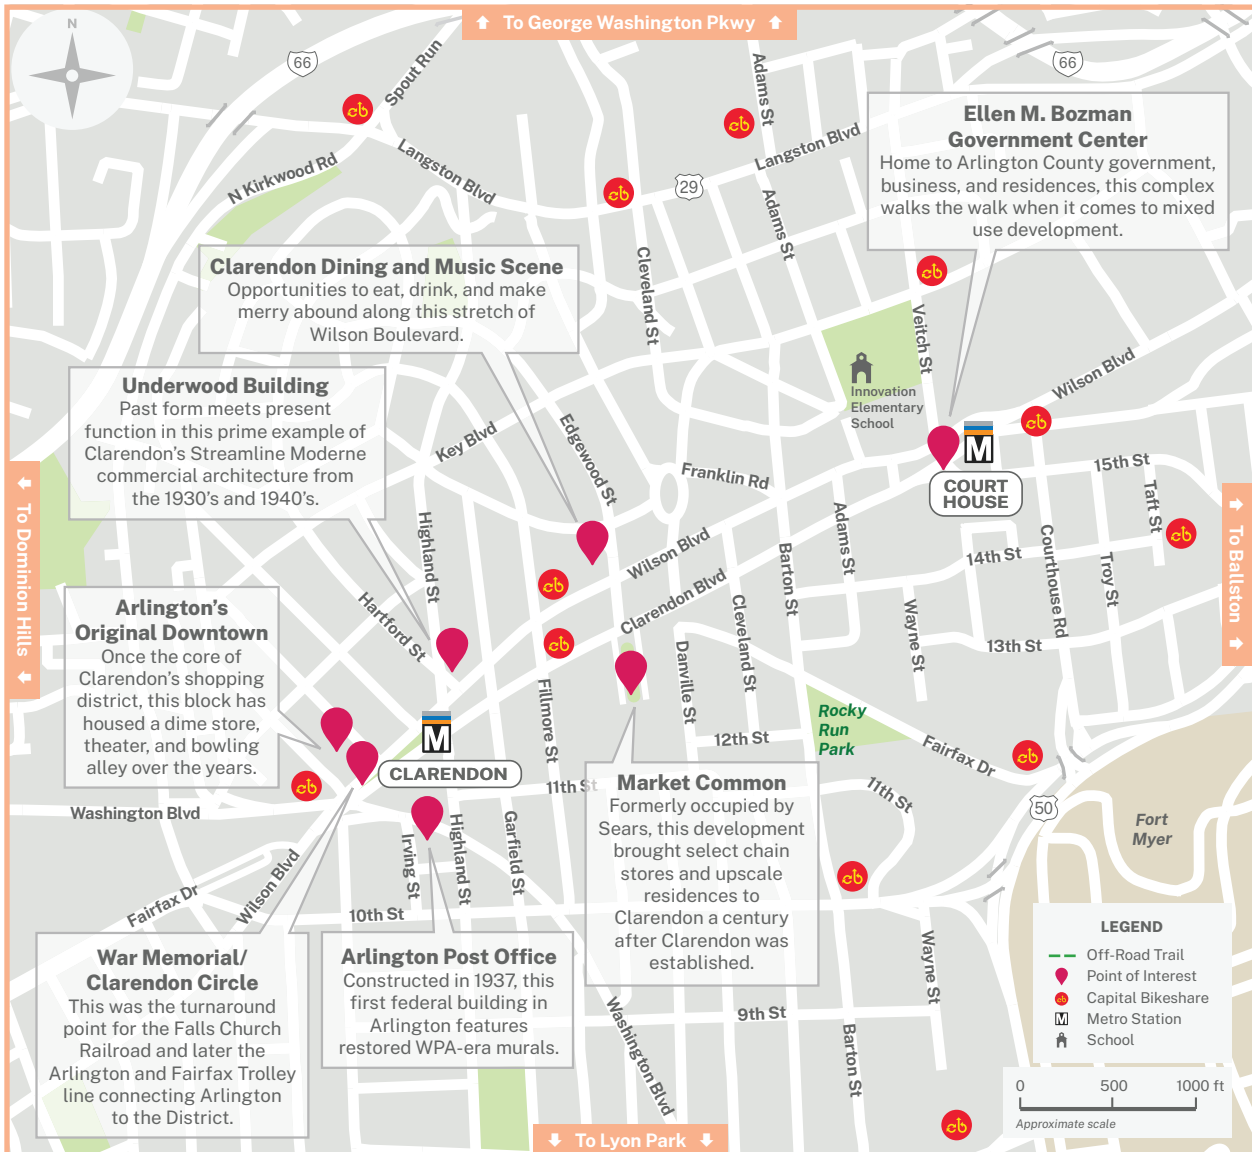 To George Washington Pkwy
N
66
66
Spout Run
Adams St
Langston Blvd
Langston Blvd
N Kirkwood Rd
29
Adams St
Cleveland St
Ellen M. Bozman
Government Center
Home to Arlington County government,
business, and residences, this complex
walks the walk when it comes to mixed
use development.
Clarendon Dining and Music Scene
Opportunities to eat, drink, and make
merry abound along this stretch of
Wilson Boulevard.
Veitch St
Wilson Blvd
Innovation
Elementary
School
Underwood Building
Past form meets present
function in this prime example of
Clarendon's Streamline Moderne
commercial architecture from
the 1930's and 1940's.
Key Blvd
Edgewood St
Franklin Rd
M
COURT
HOUSE
15th St
Taft St
To Dominion Hills
To Ballston
Highland St
Wilson Blvd
Adams St
Barton St
14th St
Courthouse Rd
Troy St
Clarendon Blvd
Hartford St
Cleveland St
Wayne St
13th St
Danville St
Fillmore St
Arlington's
Original Downtown
Once the core of
Clarendon's shopping
district, this block has
housed a dime store,
theater, and bowling
alley over the years.
M
CLARENDON
Rocky
Run
Park
12th St
Fairfax Dr
11th St
11th St
Washington Blvd
50
Fort
Myer
Market Common
Formerly occupied by
Sears, this development
brought select chain
stores and upscale
residences to
Clarendon a century
after Clarendon was
established.
Irving St
Highland St
Garfield St
Wilson Blvd
Fairfax Dr
10th St
War Memorial/
Clarendon Circle
This was the turnaround
point for the Falls Church
Railroad and later the
Arlington and Fairfax Trolley
line connecting Arlington
to the District.
Arlington Post Office
Constructed in 1937, this
first federal building in
Arlington features
restored WPA-era murals.
Washington Blvd
9th St
Barton St
Wayne St
LEGEND
Off-Road Trail
Point of Interest
cb Capital Bikeshare
M Metro Station
School
0 500 1000 ft
Approximate scale
To Lyon Park
cb
cb
cb
cb
cb
cb
cb
cb
cb
cb
cb
cb